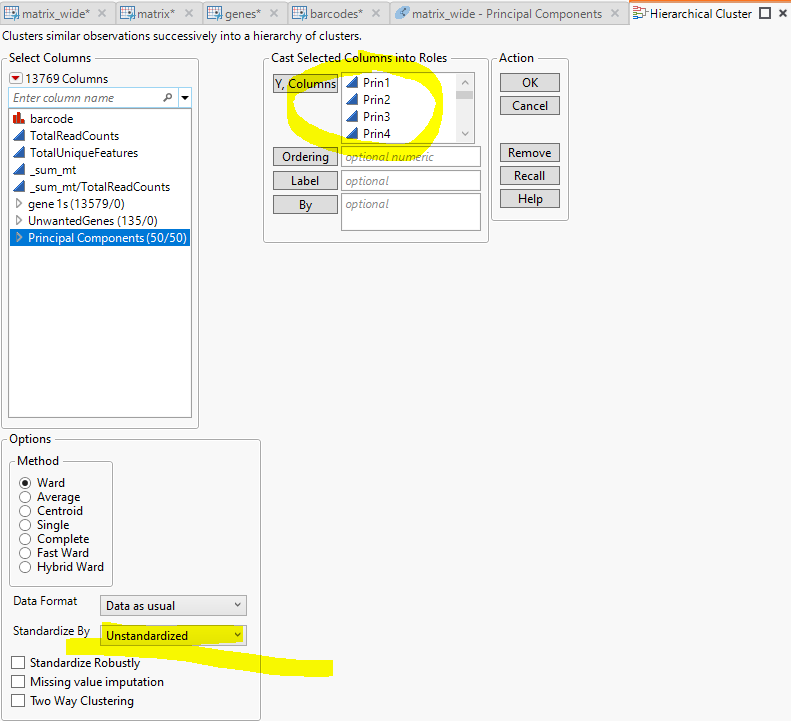 matrix_wide* matrix* genes* barcodes* matrix_wide - Principal Components Hierarchical Cluster
Clusters similar observations successively into a hierarchy of clusters.
Select Columns
13769 Columns
Enter column name
barcode
TotalReadCounts
TotalUniqueFeatures
_sum_mt
_sum_mt/TotalReadCounts
gene 1s (13579/0)
UnwantedGenes (135/0)
Principal Components (50/50)
Cast Selected Columns into Roles
Y, Columns
Prin1
Prin2
Prin3
Prin4
Ordering optional numeric
Label optional
By optional
Action
OK
Cancel
Remove
Recall
Help
Options
Method
Ward
Average
Centroid
Single
Complete
Fast Ward
Hybrid Ward
Data Format Data as usual
Standardize By Unstandardized
Standardize Robustly
Missing value imputation
Two Way Clustering